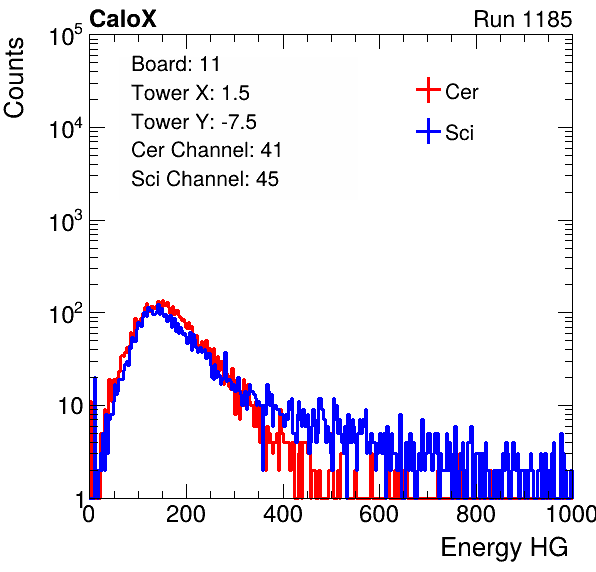 CaloX Run 1185
Counts
10^5
10^4
10^3
10^2
10
1
Board: 11
Tower X: 1.5
Tower Y: -7.5
Cer Channel: 41
Sci Channel: 45
Cer
Sci
0 200 400 600 800 1000
Energy HG